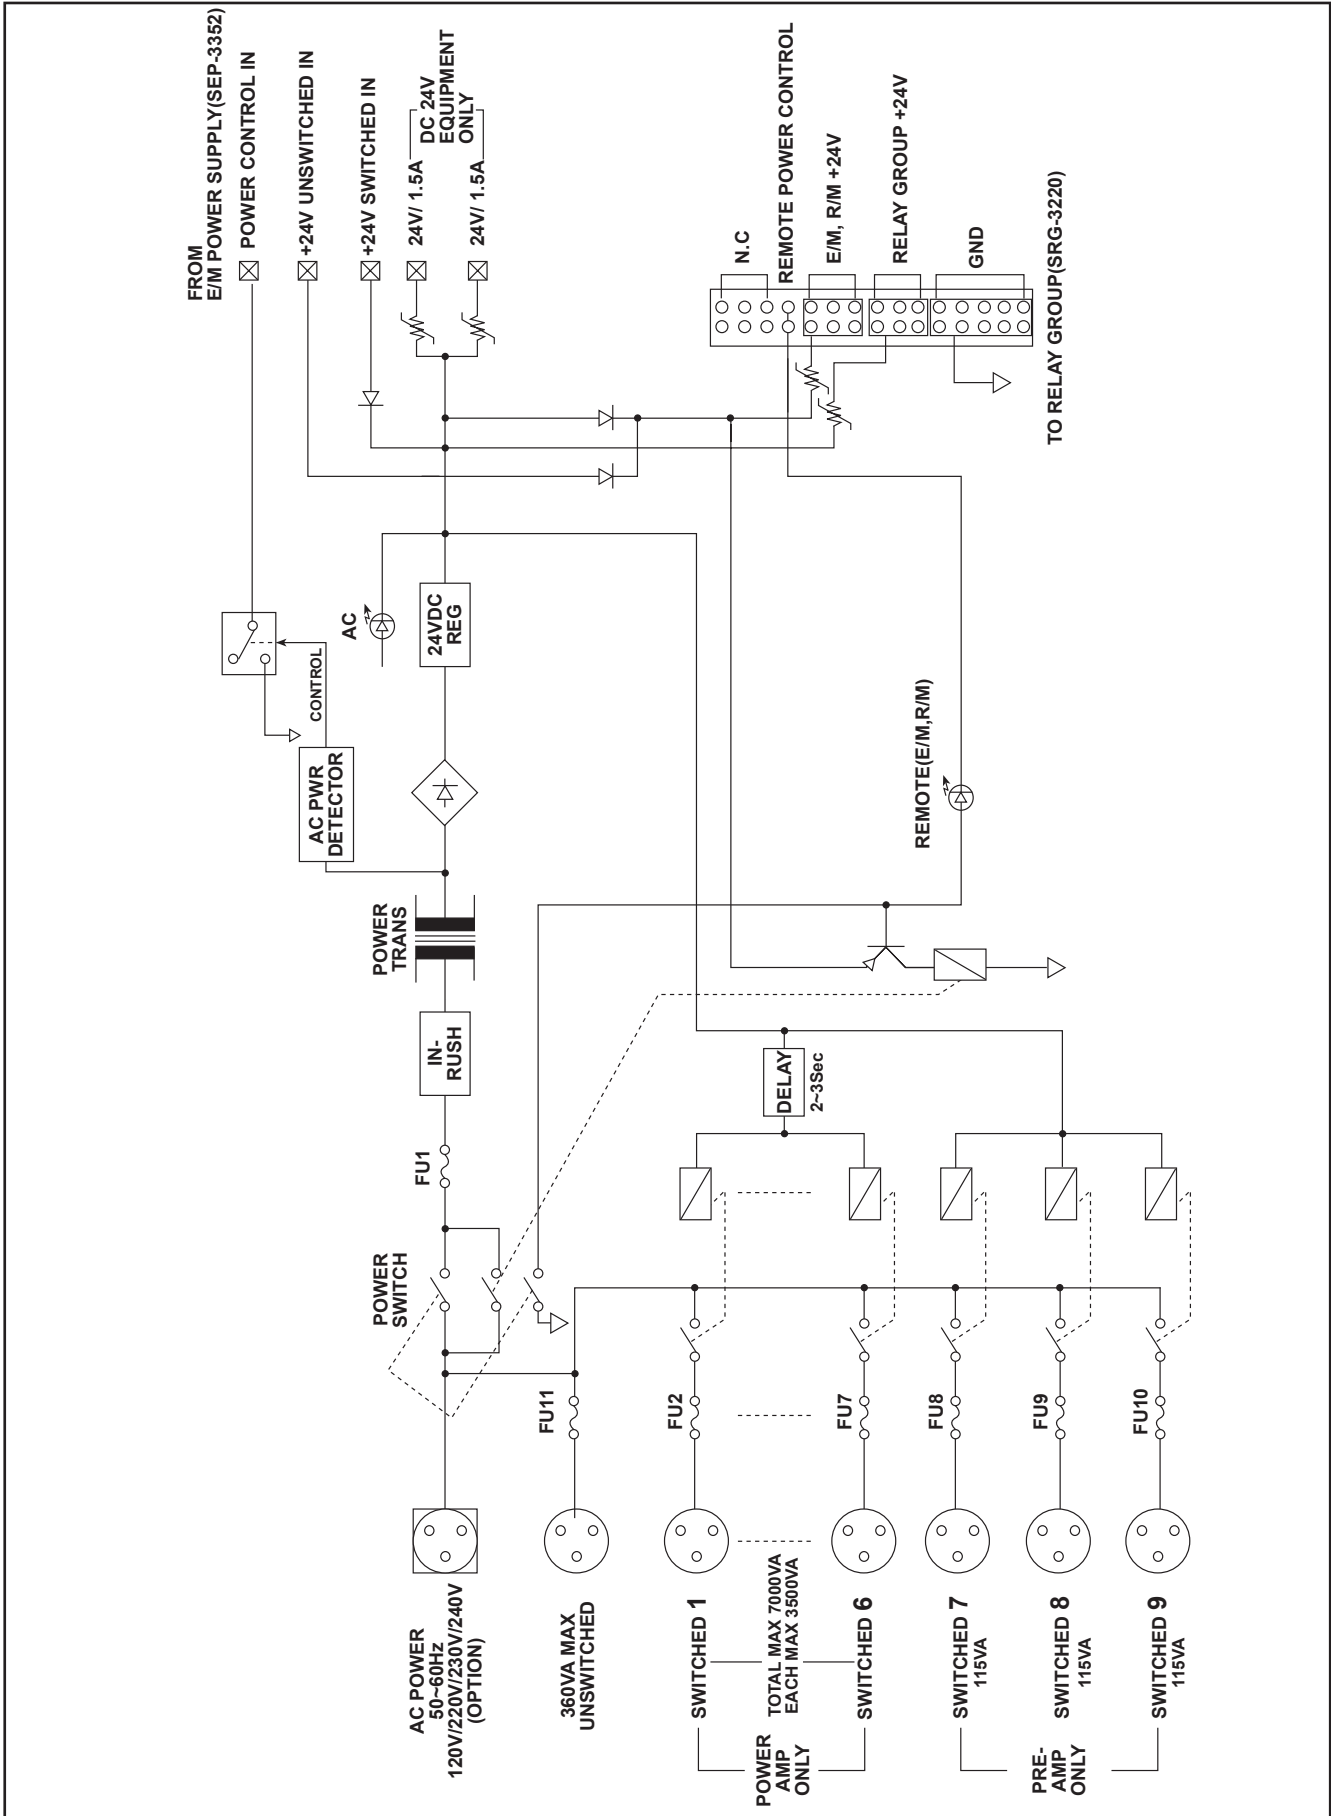 FROM
E/M POWER SUPPLY(SEP-3352)
POWER CONTROL IN
+24V UNSWITCHED IN
+24V SWITCHED IN
24V/ 1.5A
24V/ 1.5A
DC 24V
EQUIPMENT
ONLY
N.C
REMOTE POWER CONTROL
E/M, R/M +24V
RELAY GROUP +24V
GND
TO RELAY GROUP(SRG-3220)
CONTROL
AC PWR
DETECTOR
AC
24VDC
REG
POWER
TRANS
IN-
RUSH
FU1
POWER
SWITCH
REMOTE(E/M,R/M)
DELAY
2~3Sec
FU11
FU2
FU7
FU8
FU9
FU10
AC POWER
50~60Hz
120V/220V/230V/240V
(OPTION)
360VA MAX
UNSWITCHED
SWITCHED 1
TOTAL MAX 7000VA
EACH MAX 3500VA
SWITCHED 6
SWITCHED 7
115VA
SWITCHED 8
115VA
SWITCHED 9
115VA
POWER
AMP
ONLY
PRE-
AMP
ONLY